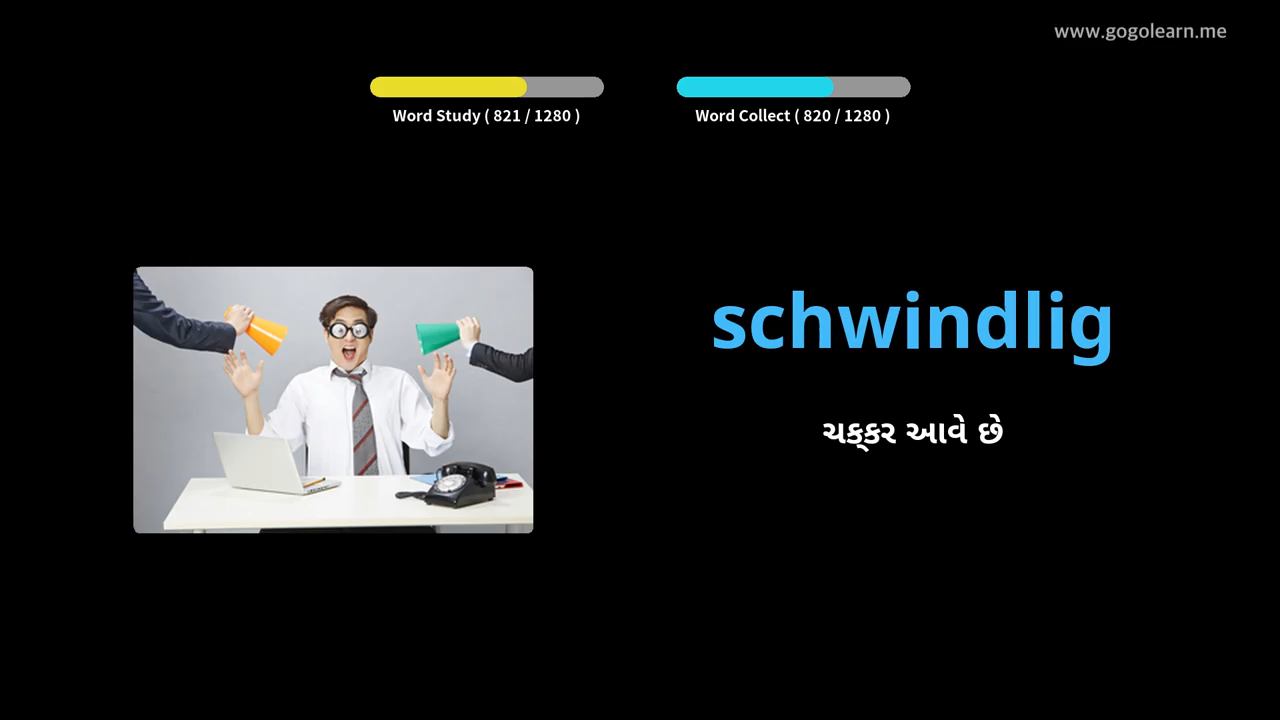 www.gogolearn.me
Word Study ( 821 / 1280 )
Word Collect ( 820 / 1280 )
schwindlig
ચક્કર આવે છે